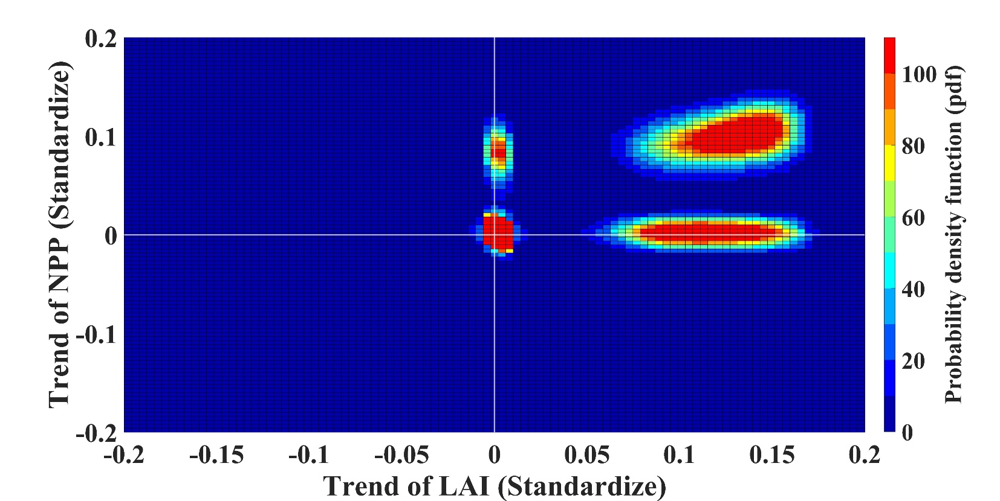 Trend of NPP (Standardize)
0.2
0.1
0
-0.1
-0.2
-0.2 -0.15 -0.1 -0.05 0 0.05 0.1 0.15 0.2
Trend of LAI (Standardize)
100
80
60
40
20
0
Probability density function (pdf)